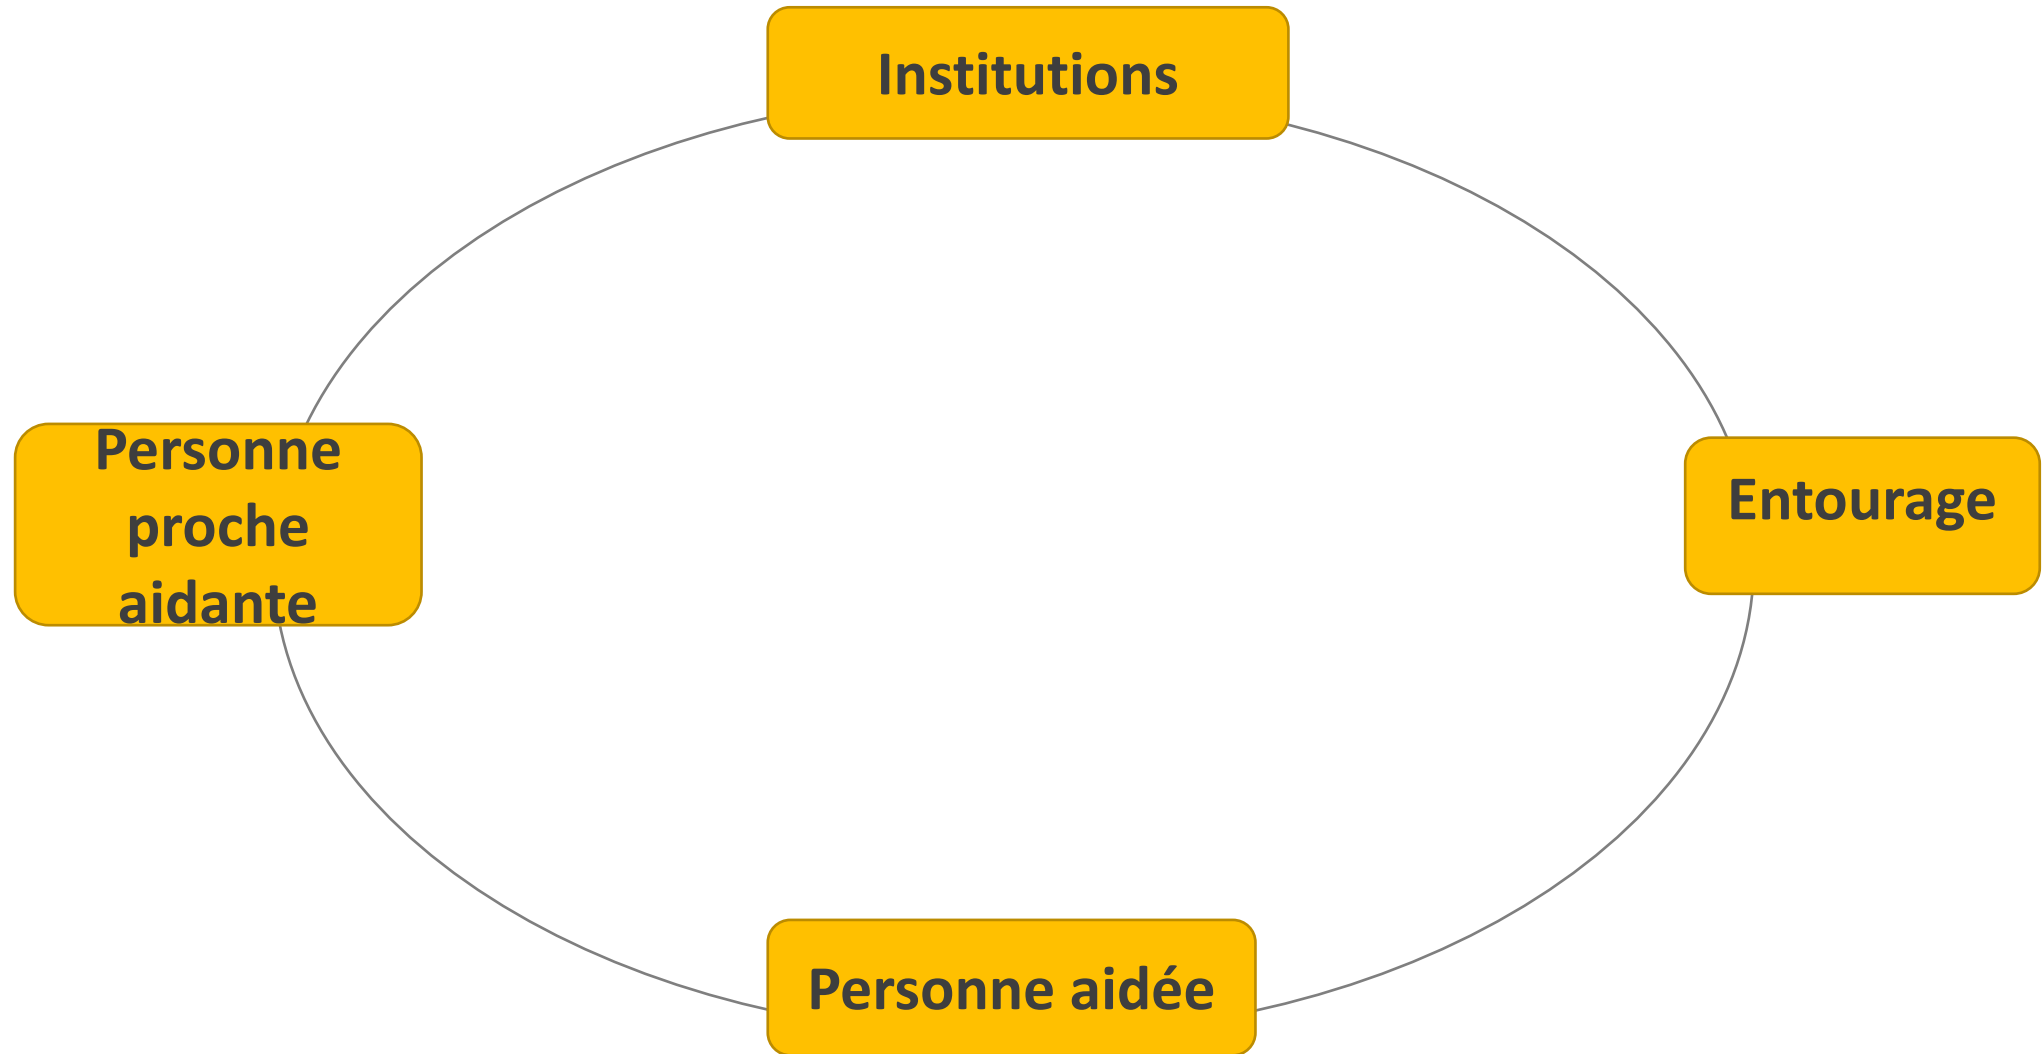 Institutions
Personne
proche
aidante
Entourage
Personne aidée